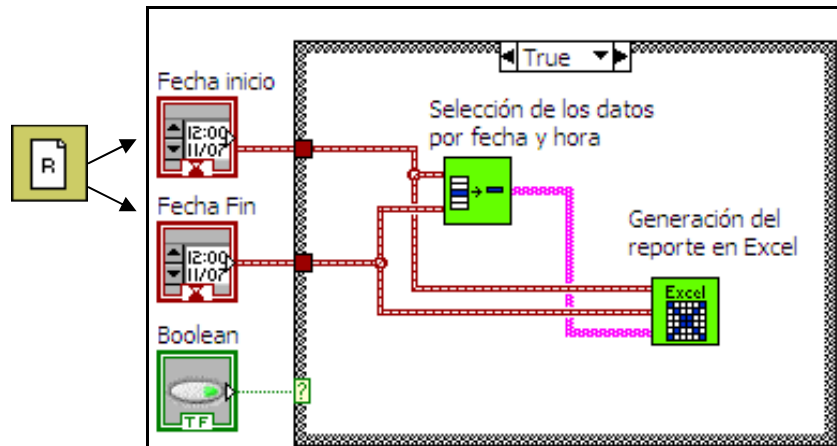 True
Fecha inicio
12:00
11/07
Selección de los datos
por fecha y hora
R
Fecha Fin
12:00
11/07
Generación del
reporte en Excel
Excel
Boolean
?
TF